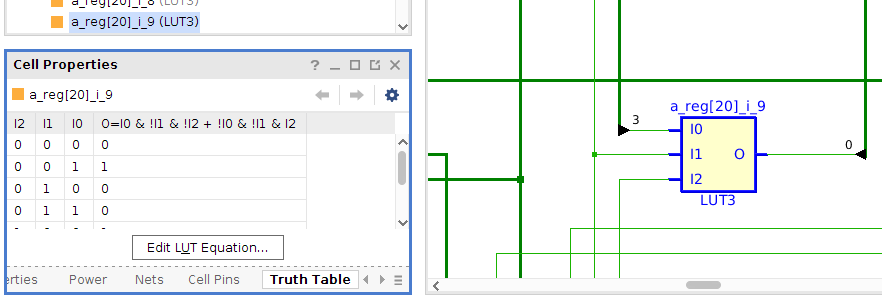 a_reg[20]_i_8 (LUT3)
a_reg[20]_i_9 (LUT3)
Cell Properties
a_reg[20]_i_9
I2 I1 I0 O=I0 & !I1 & !I2 + !I0 & !I1 & I2
0 0 0 0
0 0 1 1
0 1 0 0
0 1 1 0
Edit LUT Equation...
erties Power Nets Cell Pins Truth Table
a_reg[20]_i_9
3
I0
0
I1 O
I2
LUT3